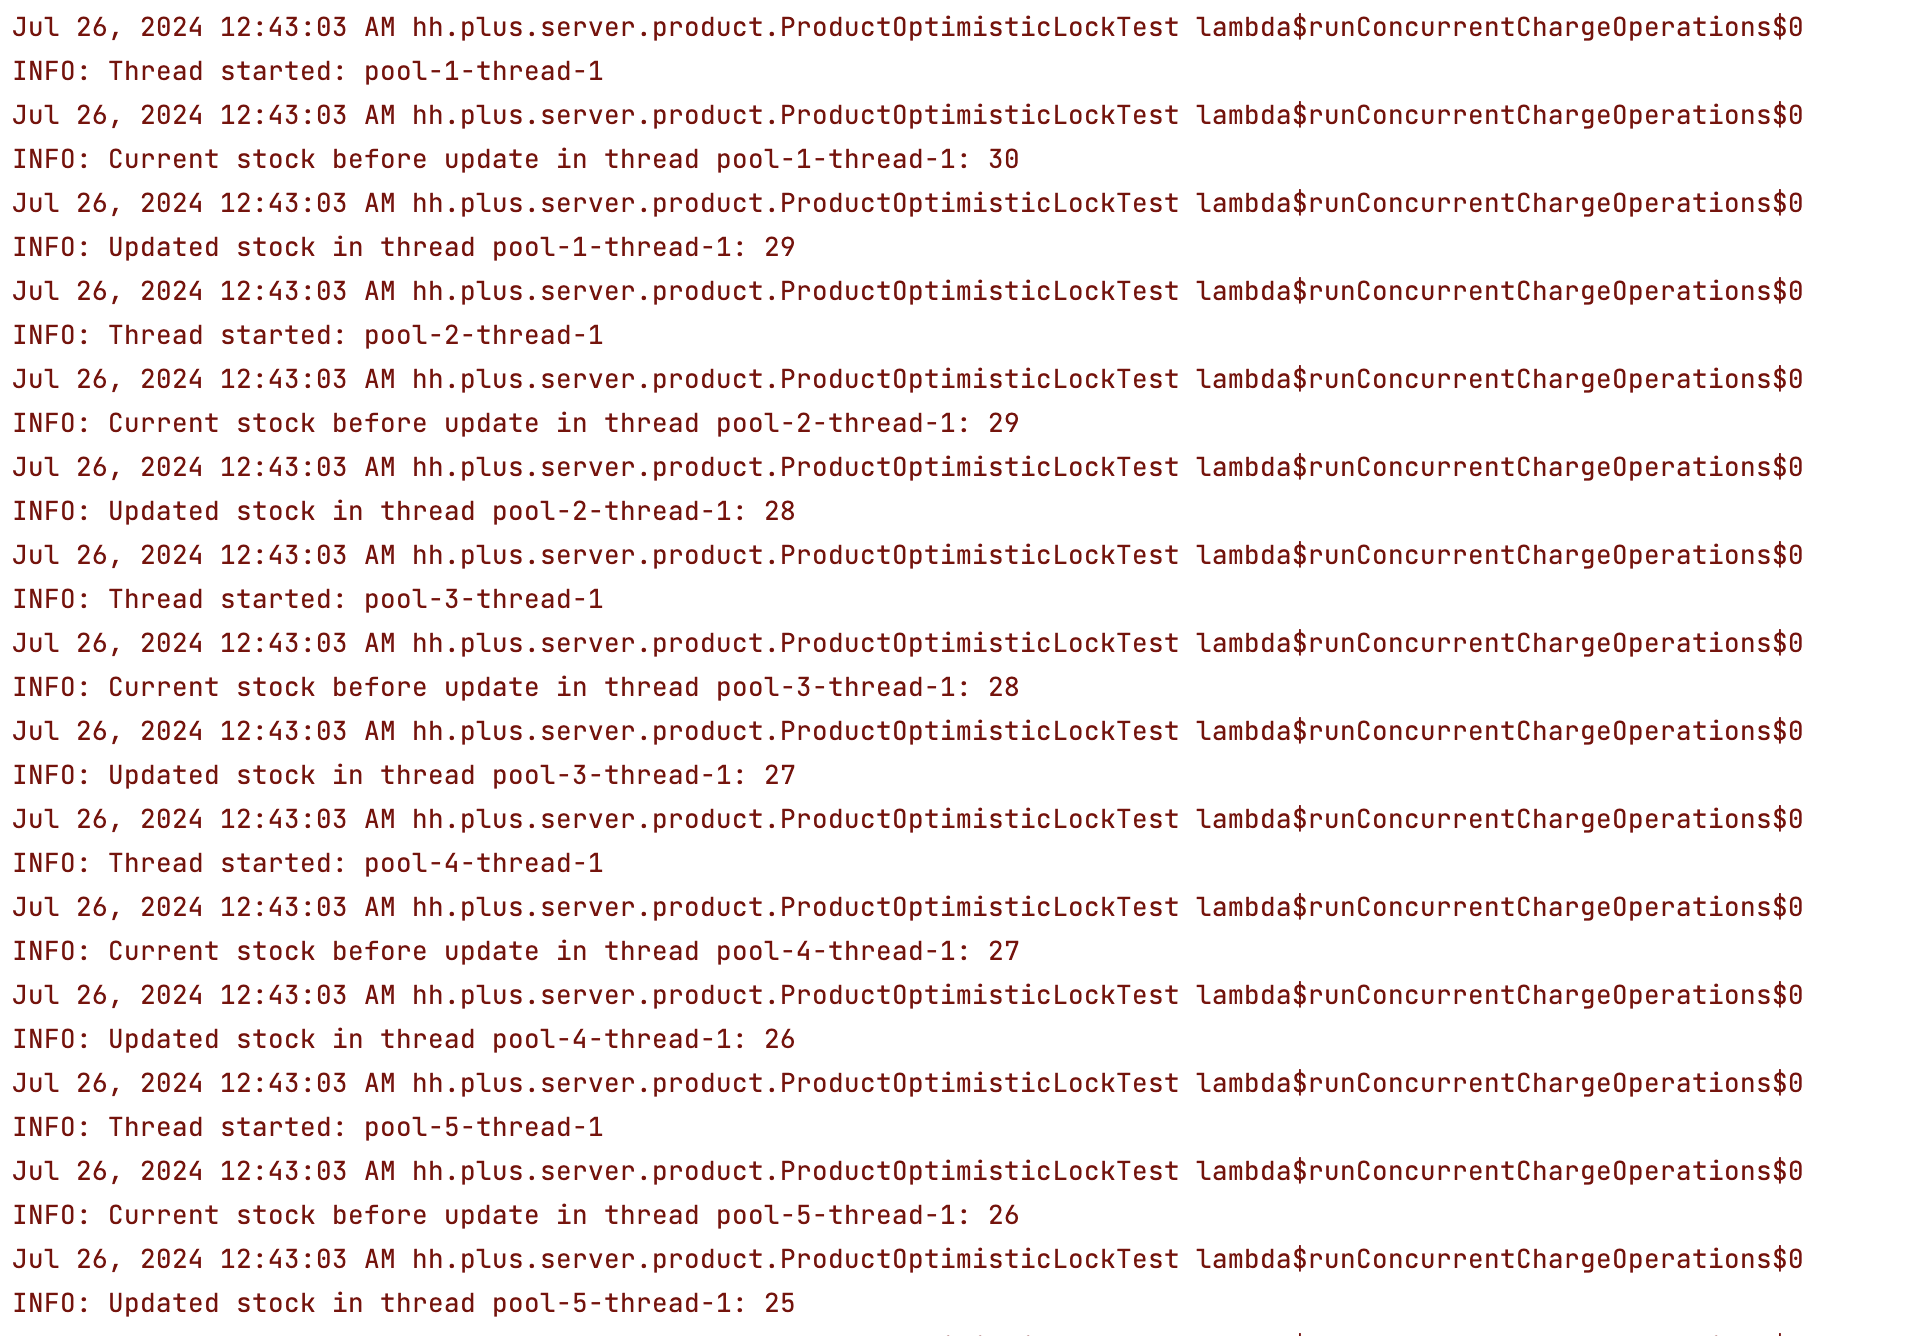 Jul 26, 2024 12:43:03 AM hh.plus.server.product.ProductOptimisticLockTest lambda$runConcurrentChargeOperations$0
INFO: Thread started: pool-1-thread-1
Jul 26, 2024 12:43:03 AM hh.plus.server.product.ProductOptimisticLockTest lambda$runConcurrentChargeOperations$0
INFO: Current stock before update in thread pool-1-thread-1: 30
Jul 26, 2024 12:43:03 AM hh.plus.server.product.ProductOptimisticLockTest lambda$runConcurrentChargeOperations$0
INFO: Updated stock in thread pool-1-thread-1: 29
Jul 26, 2024 12:43:03 AM hh.plus.server.product.ProductOptimisticLockTest lambda$runConcurrentChargeOperations$0
INFO: Thread started: pool-2-thread-1
Jul 26, 2024 12:43:03 AM hh.plus.server.product.ProductOptimisticLockTest lambda$runConcurrentChargeOperations$0
INFO: Current stock before update in thread pool-2-thread-1: 29
Jul 26, 2024 12:43:03 AM hh.plus.server.product.ProductOptimisticLockTest lambda$runConcurrentChargeOperations$0
INFO: Updated stock in thread pool-2-thread-1: 28
Jul 26, 2024 12:43:03 AM hh.plus.server.product.ProductOptimisticLockTest lambda$runConcurrentChargeOperations$0
INFO: Thread started: pool-3-thread-1
Jul 26, 2024 12:43:03 AM hh.plus.server.product.ProductOptimisticLockTest lambda$runConcurrentChargeOperations$0
INFO: Current stock before update in thread pool-3-thread-1: 28
Jul 26, 2024 12:43:03 AM hh.plus.server.product.ProductOptimisticLockTest lambda$runConcurrentChargeOperations$0
INFO: Updated stock in thread pool-3-thread-1: 27
Jul 26, 2024 12:43:03 AM hh.plus.server.product.ProductOptimisticLockTest lambda$runConcurrentChargeOperations$0
INFO: Thread started: pool-4-thread-1
Jul 26, 2024 12:43:03 AM hh.plus.server.product.ProductOptimisticLockTest lambda$runConcurrentChargeOperations$0
INFO: Current stock before update in thread pool-4-thread-1: 27
Jul 26, 2024 12:43:03 AM hh.plus.server.product.ProductOptimisticLockTest lambda$runConcurrentChargeOperations$0
INFO: Updated stock in thread pool-4-thread-1: 26
Jul 26, 2024 12:43:03 AM hh.plus.server.product.ProductOptimisticLockTest lambda$runConcurrentChargeOperations$0
INFO: Thread started: pool-5-thread-1
Jul 26, 2024 12:43:03 AM hh.plus.server.product.ProductOptimisticLockTest lambda$runConcurrentChargeOperations$0
INFO: Current stock before update in thread pool-5-thread-1: 26
Jul 26, 2024 12:43:03 AM hh.plus.server.product.ProductOptimisticLockTest lambda$runConcurrentChargeOperations$0
INFO: Updated stock in thread pool-5-thread-1: 25